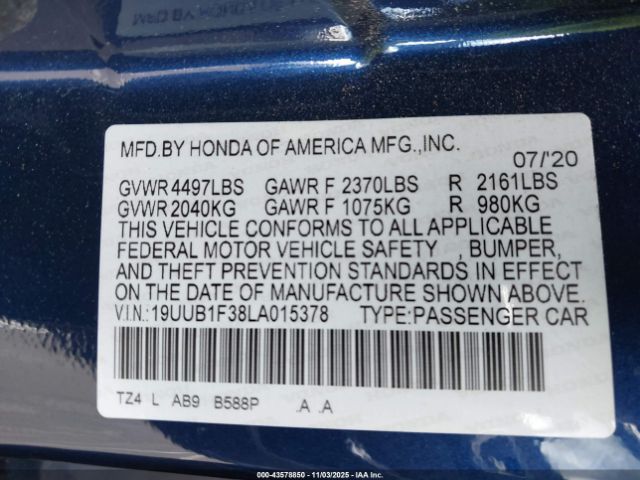 MFD.BY HONDA OF AMERICA MFG.,INC.
07/'20
GVWR 4497LBS GAWR F 2370LBS R 2161LBS
GVWR 2040KG GAWR F 1075KG R 980KG
THIS VEHICLE CONFORMS TO ALL APPLICABLE
FEDERAL MOTOR VEHICLE SAFETY , BUMPER,
AND THEFT PREVENTION STANDARDS IN EFFECT
ON THE DATE OF MANUFACTURE SHOWN ABOVE.
V.I.N.:19UUB1F38LA015378 TYPE:PASSENGER CAR
TZ4 L AB9 B588P .A .A
000-43578850 - 11/03/2025 - IAA Inc.